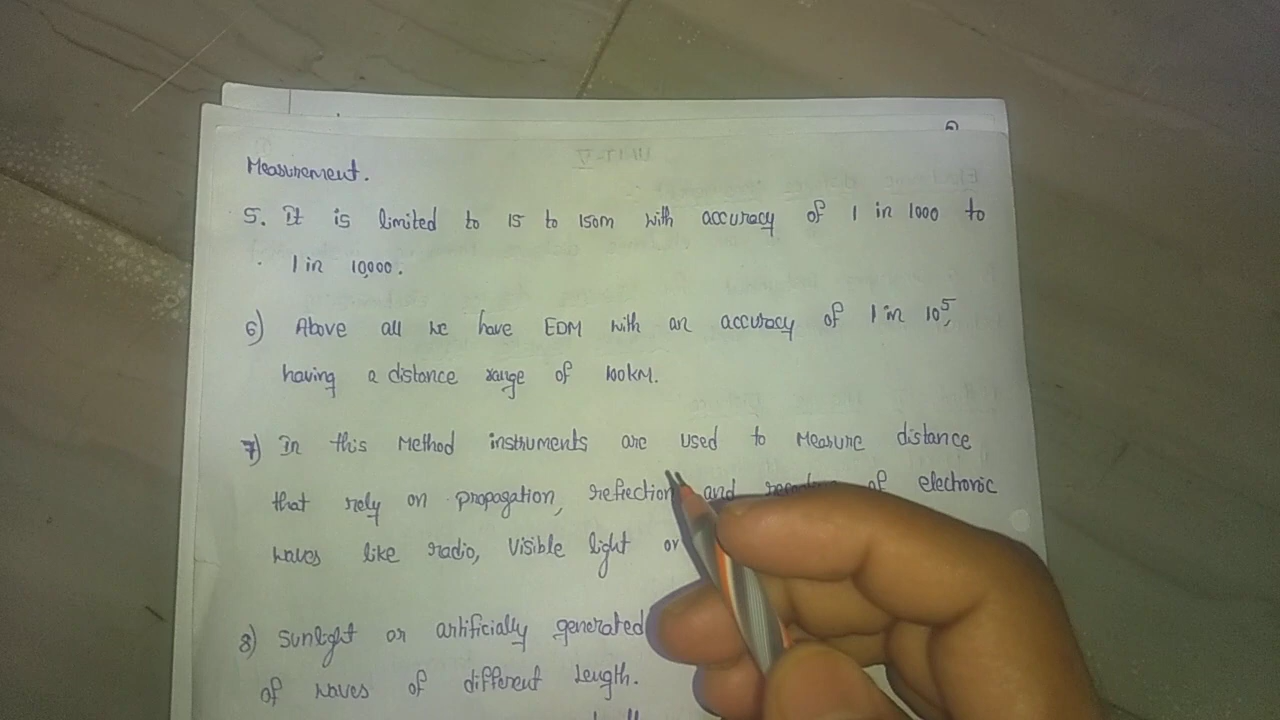 Measurement.
5. It is limited to 15 to 150m with accuracy of 1 in 1000 to
1 in 10,000.
6) Above all we have EDM with an accuracy of 1 in 10⁵,
having a distance range of 100KM.
7) In this Method instruments are used to Measure distance
that rely on propagation, reflection and of electronic
waves like radio, visible light or
8) Sunlight or artificially generated
of waves of different Length.